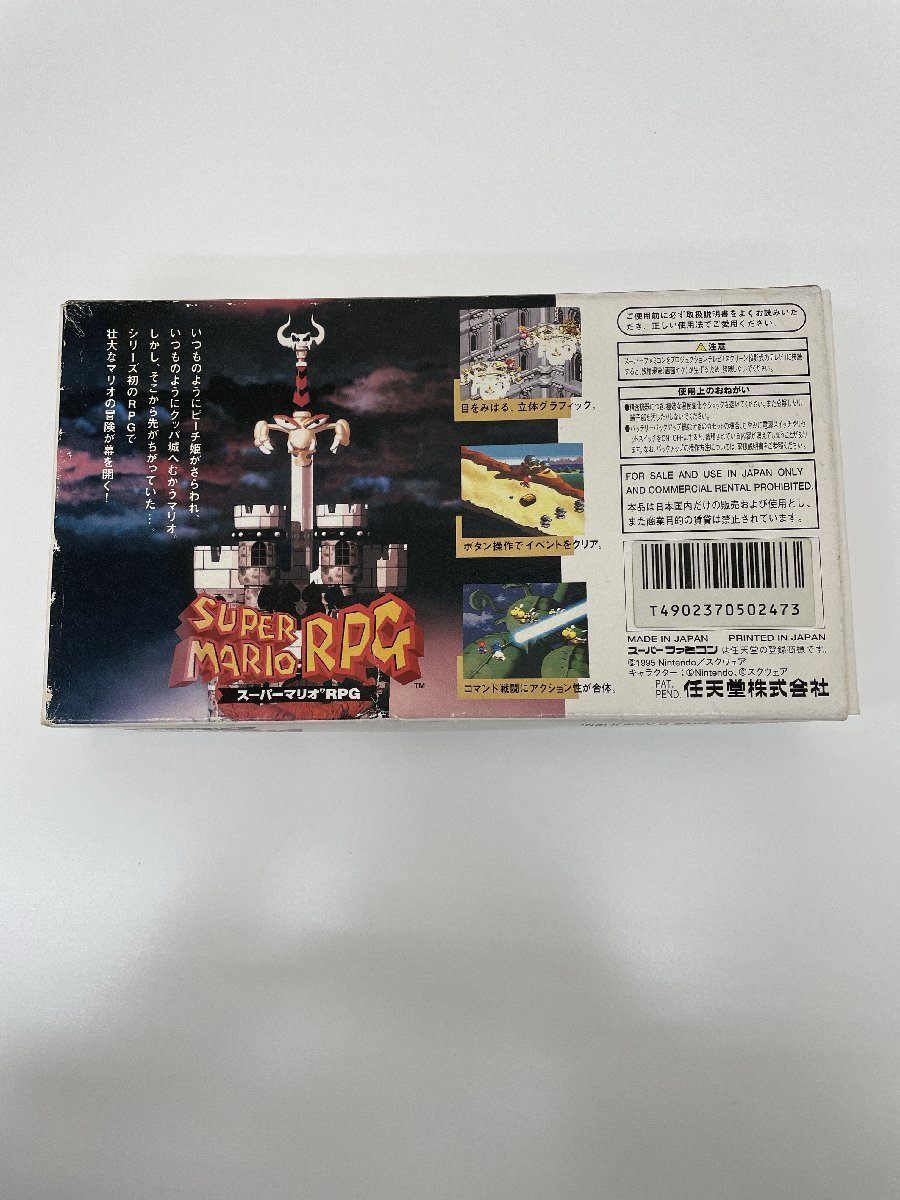 いつものようにピーチ姫がさらわれ、
いつものようにクッパ城へむかうマリオ。
しかし、そこから先がちがっていた…。
シリーズ初のRPGで
壮大なマリオの冒険が幕を開く！
SUPER
MARIO RPG
スーパーマリオRPG
TM
目をみはる、立体グラフィック。
ボタン操作でイベントをクリア。
コマンド戦闘にアクション性が合体。
ご使用前に必ず取扱説明書をよくお読みいた
だき、正しい使用法でご愛用ください。
注意
使用上のおねがい
FOR SALE AND USE IN JAPAN ONLY
AND COMMERCIAL RENTAL PROHIBITED.
本品は日本国内だけの販売および使用とし、
また商業目的の賃貸は禁止されています。
T4902370502473
MADE IN JAPAN PRINTED IN JAPAN
スーパーファミコンは任天堂の登録商標です。
©1995 Nintendo／スクウェア
キャラクター：©Nintendo、©スクウェア
PAT. PEND. 任天堂株式会社